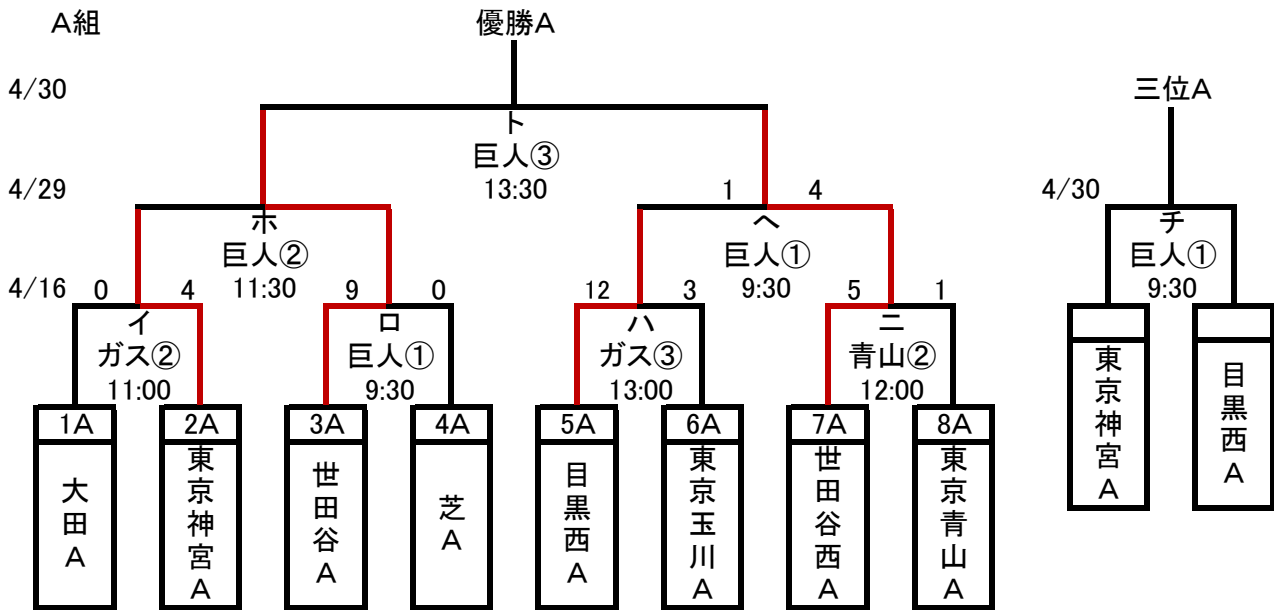 A組
優勝A
4/30
三位A
ト
巨人③
13:30
4/29
1 4
4/30
ホ
巨人②
11:30
ヘ
巨人①
9:30
チ
巨人①
9:30
4/16
0 4
9 0
12 3
5 1
イ
ガス②
11:00
ロ
巨人①
9:30
ハ
ガス③
13:00
ニ
青山②
12:00
1A 2A 3A 4A 5A 6A 7A 8A
大田A
東京神宮A
世田谷A
芝A
目黒西A
東京玉川A
世田谷西A
東京青山A
東京神宮A
目黒西A